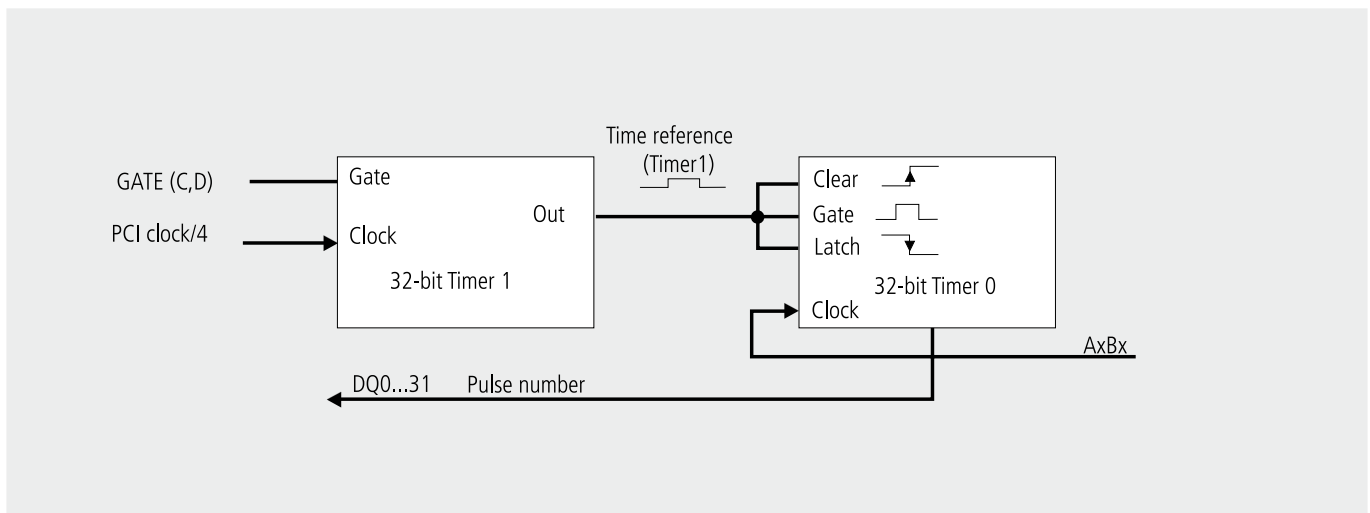 Time reference
(Timer1)
GATE (C,D)
PCI clock/4
Gate
Out
Clock
32-bit Timer 1
Clear
Gate
Latch
32-bit Timer 0
Clock
AxBx
DQ0...31 Pulse number